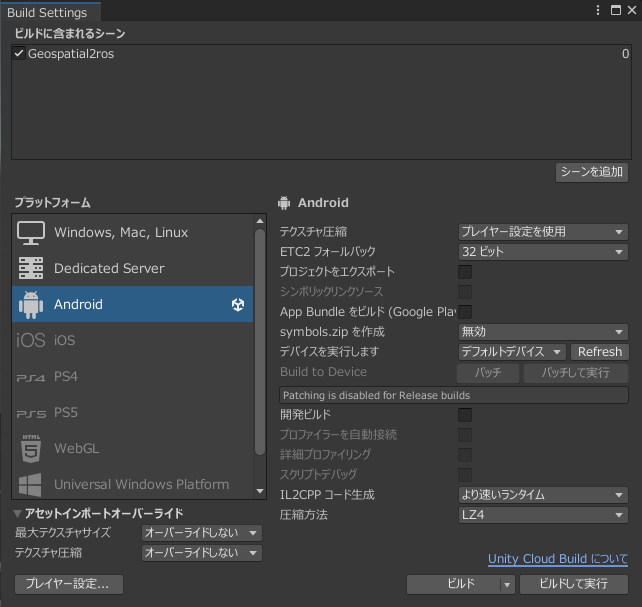 Build Settings
ビルドに含まれるシーン
Geospatial2ros 0
シーンを追加
プラットフォーム
Windows, Mac, Linux
Dedicated Server
Android
iOS iOS
PS4 PS4
PS5 PS5
HTML 5 WebGL
Universal Windows Platform
アセットインポートオーバーライド
最大テクスチャサイズ オーバーライドしない
テクスチャ圧縮 オーバーライドしない
プレイヤー設定...
Android
テクスチャ圧縮 プレイヤー設定を使用
ETC2 フォールバック 32 ビット
プロジェクトをエクスポート
シンボリックリンクソース
App Bundle をビルド (Google Play
symbols.zip を作成 無効
デバイスを実行します デフォルトデバイス Refresh
Build to Device パッチ パッチして実行
Patching is disabled for Release builds
開発ビルド
プロファイラーを自動接続
詳細プロファイリング
スクリプトデバッグ
IL2CPP コード生成 より速いランタイム
圧縮方法 LZ4
Unity Cloud Build について
ビルド ビルドして実行